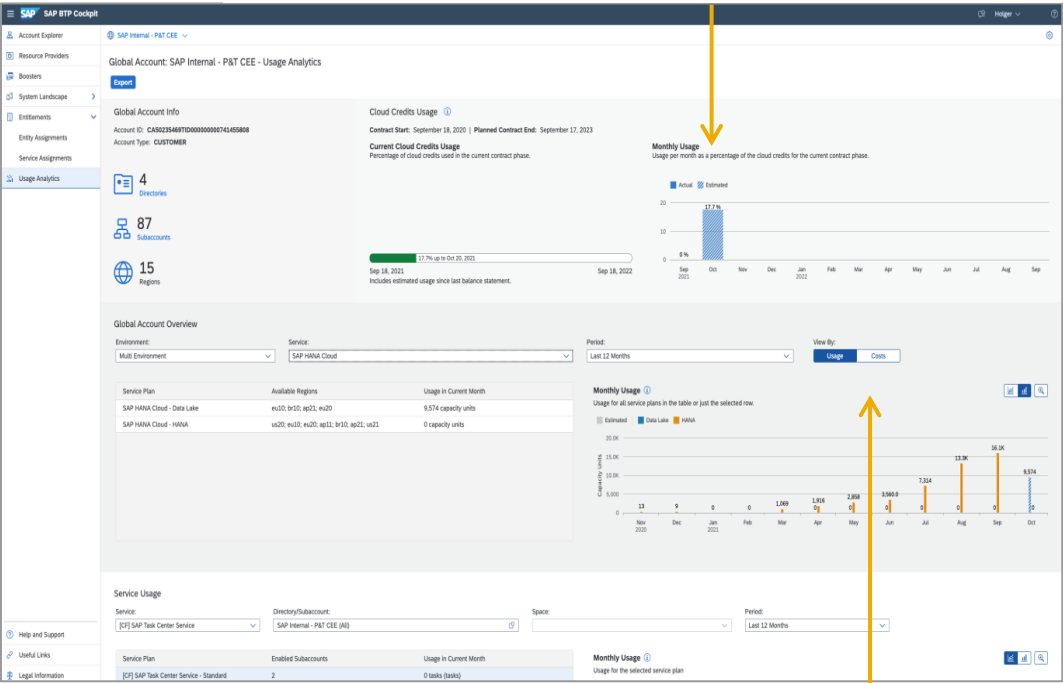 SAP SAP BTP Cockpit
Holger
Account Explorer
Resource Providers
Boosters
System Landscape
Entitlements
Entity Assignments
Service Assignments
Usage Analytics
Help and Support
Useful Links
Legal Information
SAP Internal - P&T CEE
Global Account: SAP Internal - P&T CEE - Usage Analytics
Export
Global Account Info
Account ID: CAS0235469TID000000000741455808
Account Type: CUSTOMER
4
Directories
87
Subaccounts
15
Regions
Cloud Credits Usage
Contract Start: September 18, 2020 | Planned Contract End: September 17, 2023
Current Cloud Credits Usage
Percentage of cloud credits used in the current contract phase.
17.7% up to Oct 20, 2021
Sep 18, 2021 Sep 18, 2022
Includes estimated usage since last balance statement.
Monthly Usage
Usage per month as a percentage of the cloud credits for the current contract phase.
Actual Estimated
20
17.7 %
10
0 %
0
Sep Oct Nov Dec Jan Feb Mar Apr May Jun Jul Aug Sep
2021 2022
Global Account Overview
Environment: Service: Period: View By:
Multi Environment SAP HANA Cloud Last 12 Months Usage Costs
Service Plan Available Regions Usage in Current Month
SAP HANA Cloud - Data Lake eu10; br10; ap21; eu20 9,574 capacity units
SAP HANA Cloud - HANA us20; eu10; eu20; ap11; br10; ap21; us21 0 capacity units
Monthly Usage
Usage for all service plans in the table or just the selected row.
Estimated Data Lake HANA
Capacity Units
20.0K
15.0K
10.0K
5,000
0
13 9 0 0 1,069 1,916 2,858 3,560.0 7,314 13.3K 16.1K 9,574
0 0 0 0 0 0 0
Nov Dec Jan Feb Mar Apr May Jun Jul Aug Sep Oct
2020 2021
Service Usage
Service: Directory/Subaccount: Space: Period:
[CF] SAP Task Center Service SAP Internal - P&T CEE (All) Last 12 Months
Service Plan Enabled Subaccounts Usage in Current Month
[CF] SAP Task Center Service - Standard 2 0 tasks (tasks)
Monthly Usage
Usage for the selected service plan